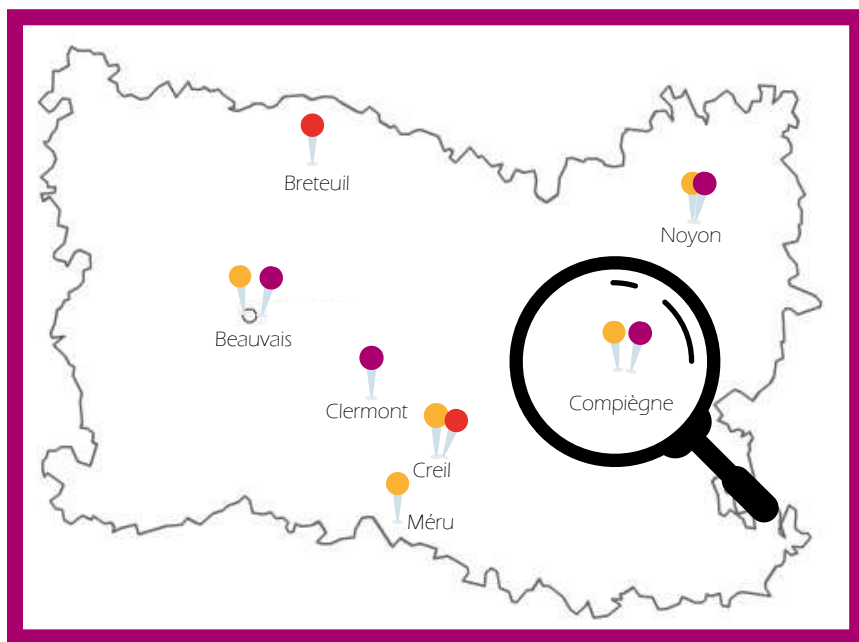 Breteuil
Noyon
Beauvais
Clermont
Compiègne
Creil
Méru